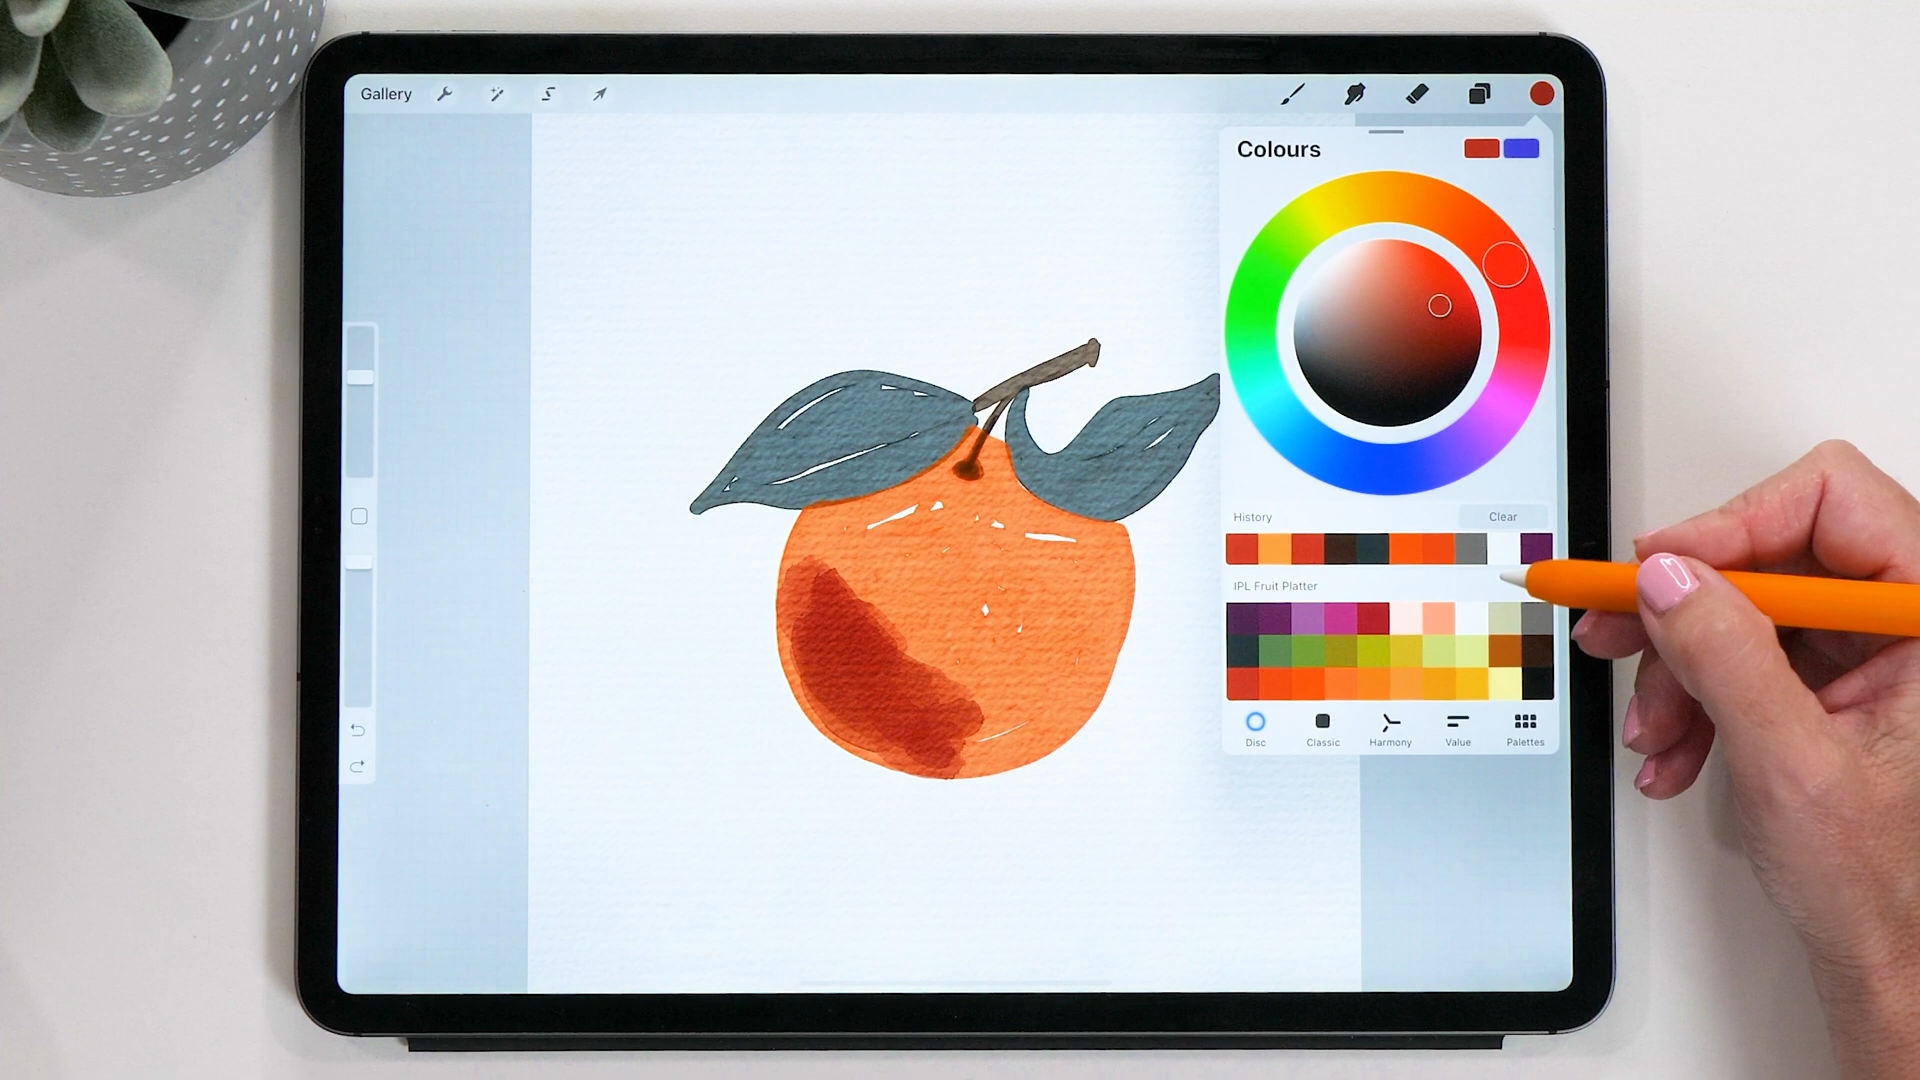 Gallery
Colours
History
Clear
IPL Fruit Platter
Disc
Classic
Harmony
Value
Palettes